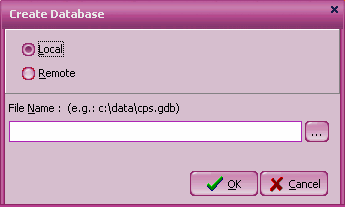 Create Database
Local
Remote
File Name : (e.g.: c:\data\cps.gdb)
...
OK
Cancel